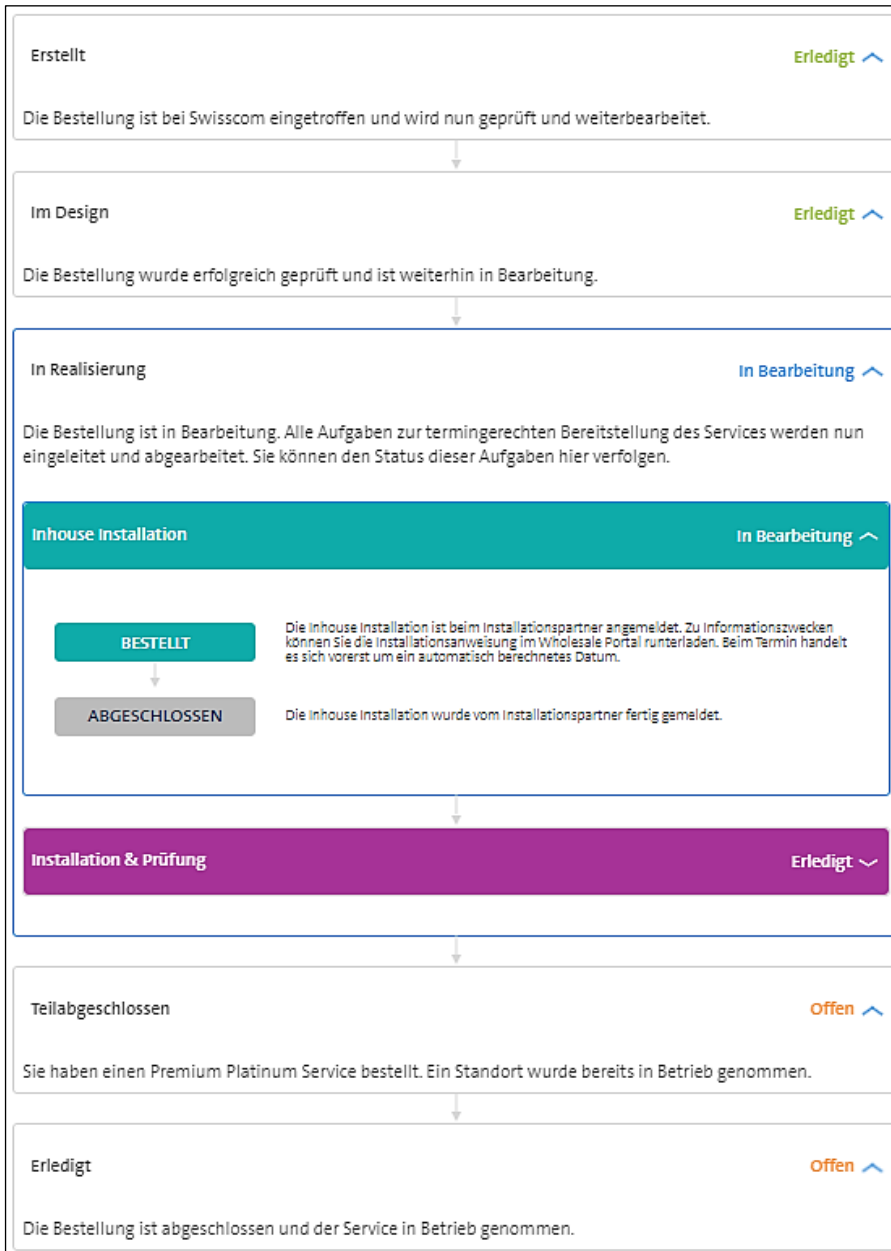 Erstellt Erledigt
Die Bestellung ist bei Swisscom eingetroffen und wird nun geprüft und weiterbearbeitet.
Im Design Erledigt
Die Bestellung wurde erfolgreich geprüft und ist weiterhin in Bearbeitung.
In Realisierung In Bearbeitung
Die Bestellung ist in Bearbeitung. Alle Aufgaben zur termingerechten Bereitstellung des Services werden nun
eingeleitet und abgearbeitet. Sie können den Status dieser Aufgaben hier verfolgen.
Inhouse Installation In Bearbeitung
BESTELLT
Die Inhouse Installation ist beim Installationspartner angemeldet. Zu Informationszwecken
können Sie die Installationsanweisung im Wholesale Portal runterladen. Beim Termin handelt
es sich vorerst um ein automatisch berechnetes Datum.
ABGESCHLOSSEN
Die Inhouse Installation wurde vom Installationspartner fertig gemeldet.
Installation & Prüfung Erledigt
Teilabgeschlossen Offen
Sie haben einen Premium Platinum Service bestellt. Ein Standort wurde bereits in Betrieb genommen.
Erledigt Offen
Die Bestellung ist abgeschlossen und der Service in Betrieb genommen.